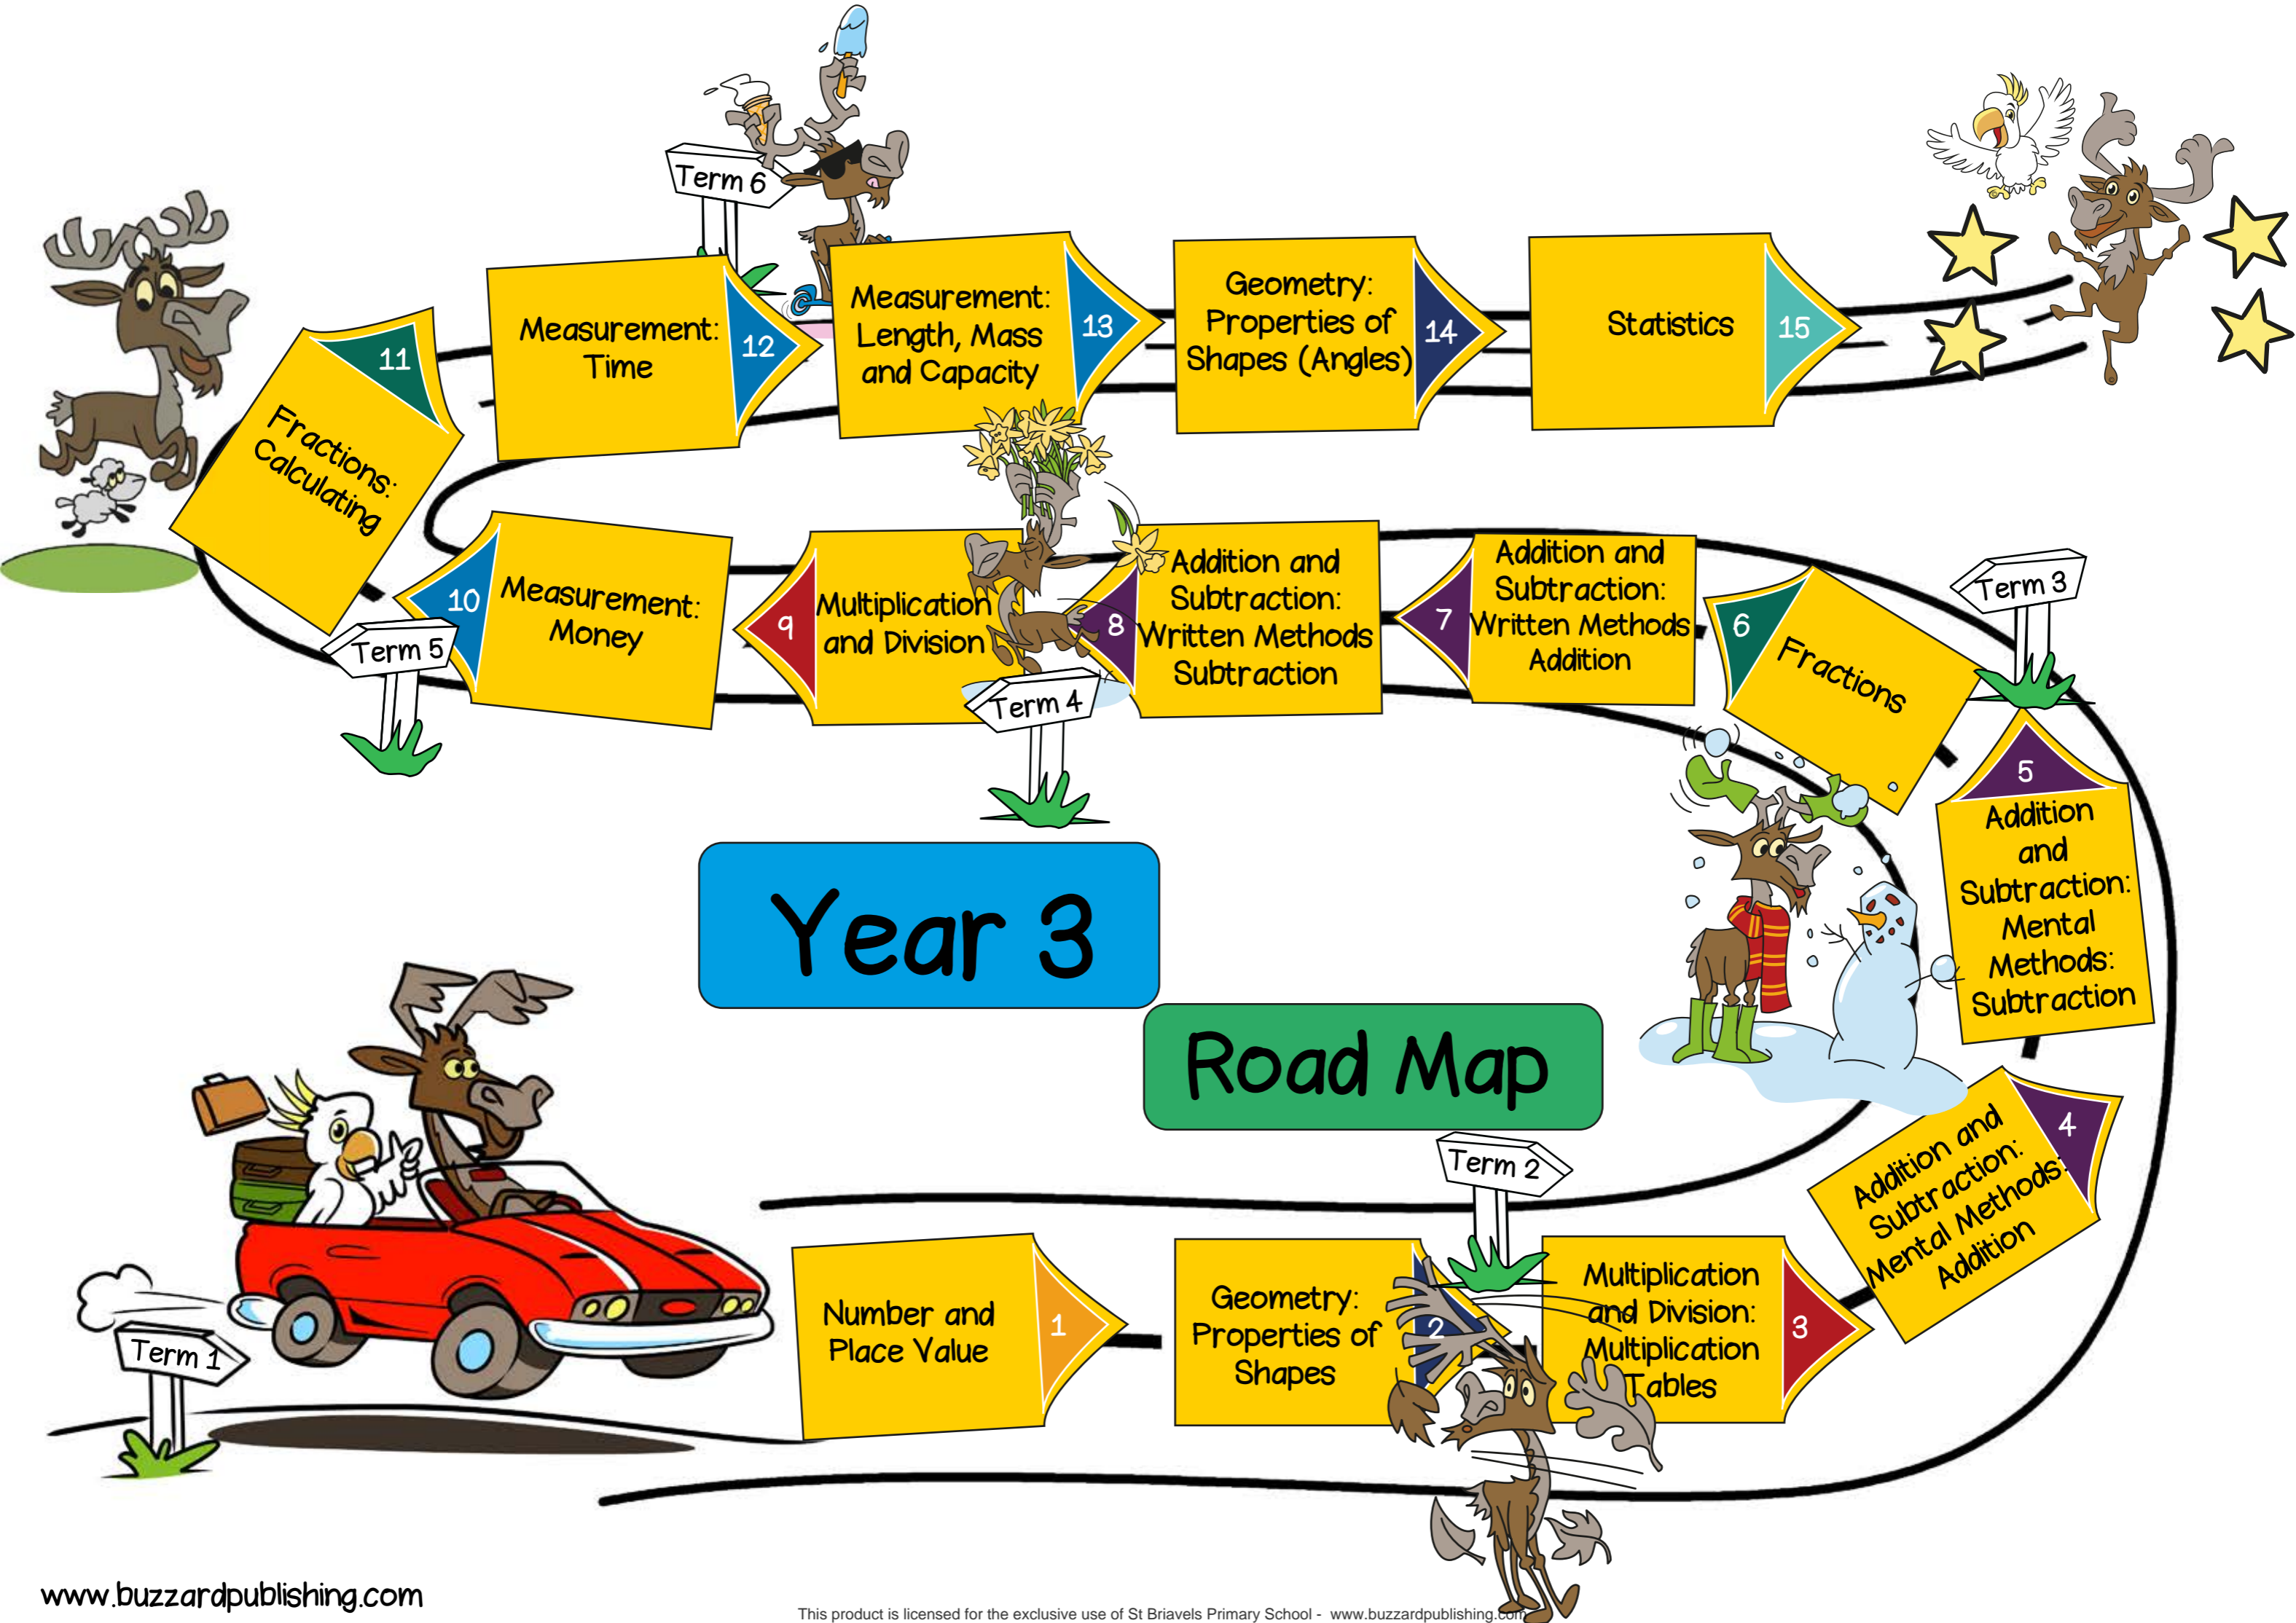 Term 1
Number and
Place Value
1
Geometry:
Properties of
Shapes
2
Term 2
Multiplication
and Division:
Multiplication
Tables
3
Addition and
Subtraction:
Mental Methods:
Addition
4
5
Addition
and
Subtraction:
Mental
Methods:
Subtraction
Term 3
6
Fractions
7
Addition and
Subtraction:
Written Methods
Addition
8
Addition and
Subtraction:
Written Methods
Subtraction
Term 4
9
Multiplication
and Division
10
Measurement:
Money
Term 5
11
Fractions:
Calculating
Measurement:
Time
12
Term 6
Measurement:
Length, Mass
and Capacity
13
Geometry:
Properties of
Shapes (Angles)
14
Statistics
15
Year 3
Road Map
www.buzzardpublishing.com
This product is licensed for the exclusive use of St Briavels Primary School - www.buzzardpublishing.com